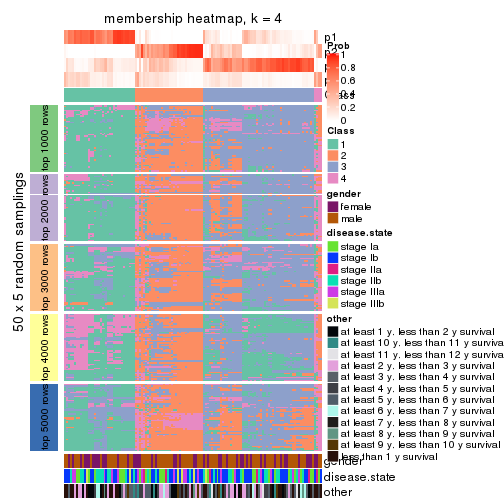 membership heatmap, k = 4
p1
Prob
1
0.8
0.6
0.4
0.2
0
Class
1
2
3
4
gender
female
male
disease.state
stage Ia
stage Ib
stage IIa
stage IIb
stage IIIa
stage IIIb
other
at least 1 y. less than 2 y survival
at least 10 y. less than 11 y survival
at least 11 y. less than 12 y surviva
at least 2 y. less than 3 y survival
at least 3 y. less than 4 y survival
at least 4 y. less than 5 y survival
at least 5 y. less than 6 y survival
at least 6 y. less than 7 y survival
at least 7 y. less than 8 y survival
at least 8 y. less than 9 y survival
at least 9 y. less than 10 y survival
less than 1 y survival
50 x 5 random samplings
top 1000 rows
top 2000 rows
top 3000 rows
top 4000 rows
top 5000 rows
gender
disease.state
other